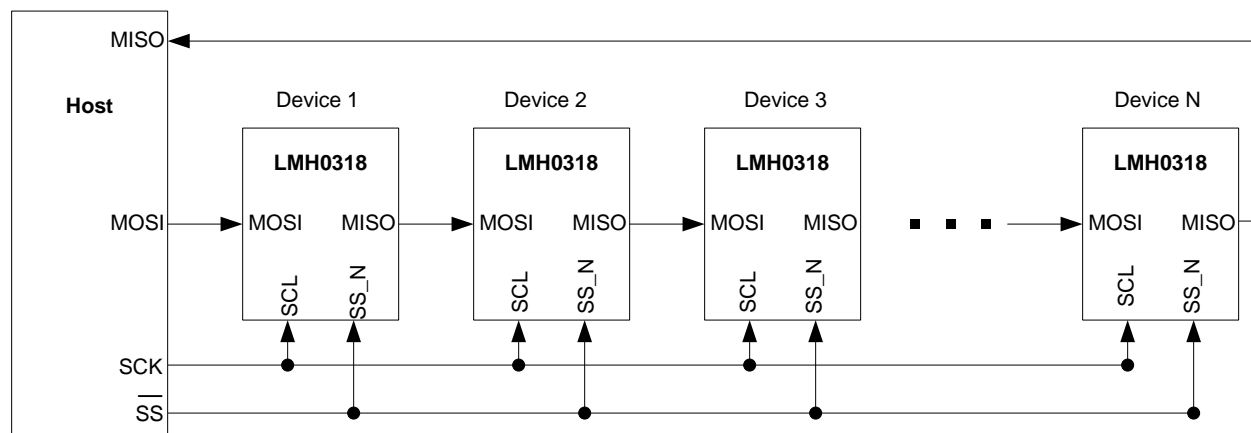 MISO
Host
Device 1
Device 2
Device 3
Device N
LMH0318
LMH0318
LMH0318
LMH0318
MOSI
MOSI
MISO
MOSI
MISO
MOSI
MISO
MOSI
MISO
SCL
SS_N
SCL
SS_N
SCL
SS_N
SCL
SS_N
SCK
SS